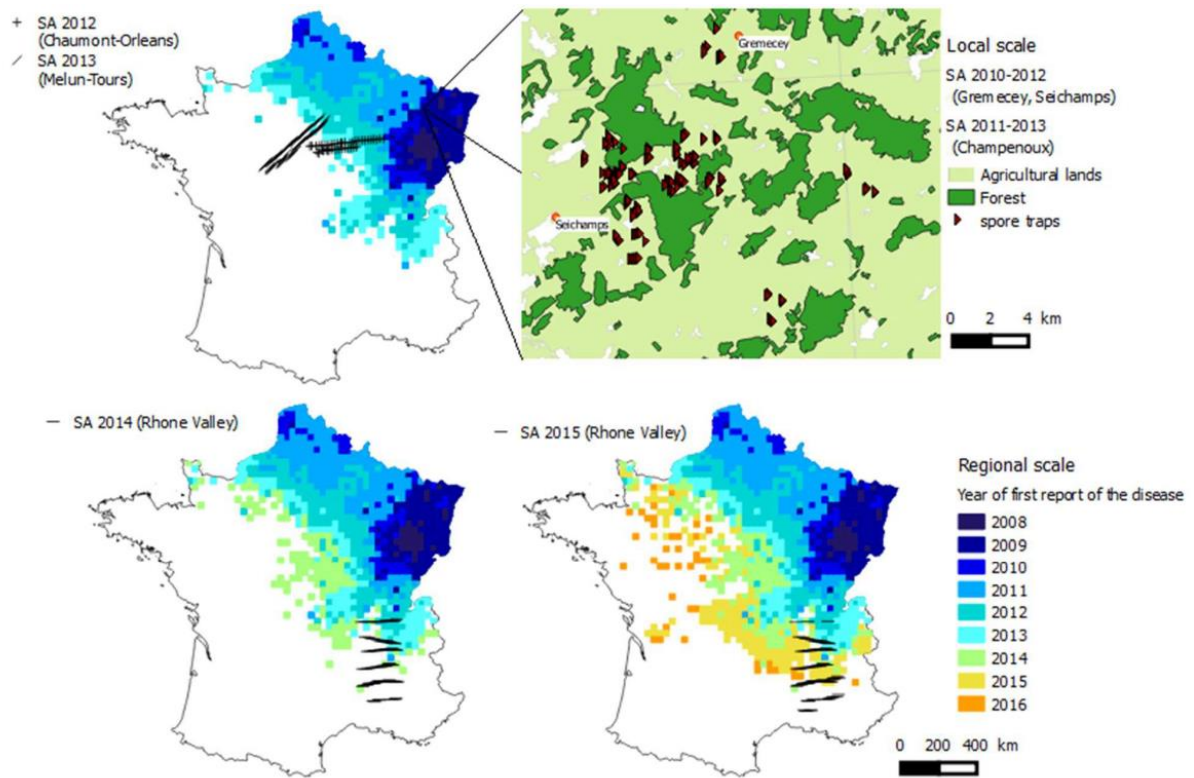 + SA 2012
(Chaumont-Orleans)
⁄ SA 2013
(Melun-Tours)
Gremecey
Seichamps
Local scale
SA 2010-2012
(Gremecey, Seichamps)
SA 2011-2013
(Champenoux)
Agricultural lands
Forest
spore traps
0 2 4 km
— SA 2014 (Rhone Valley)
— SA 2015 (Rhone Valley)
Regional scale
Year of first report of the disease
2008
2009
2010
2011
2012
2013
2014
2015
2016
0 200 400 km